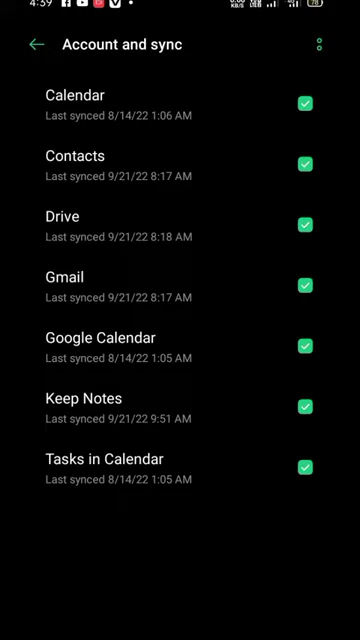 4:59
Account and sync
Calendar
Last synced 8/14/22 1:06 AM
Contacts
Last synced 9/21/22 8:17 AM
Drive
Last synced 9/21/22 8:18 AM
Gmail
Last synced 9/21/22 8:17 AM
Google Calendar
Last synced 8/14/22 1:05 AM
Keep Notes
Last synced 9/21/22 9:51 AM
Tasks in Calendar
Last synced 8/14/22 1:05 AM